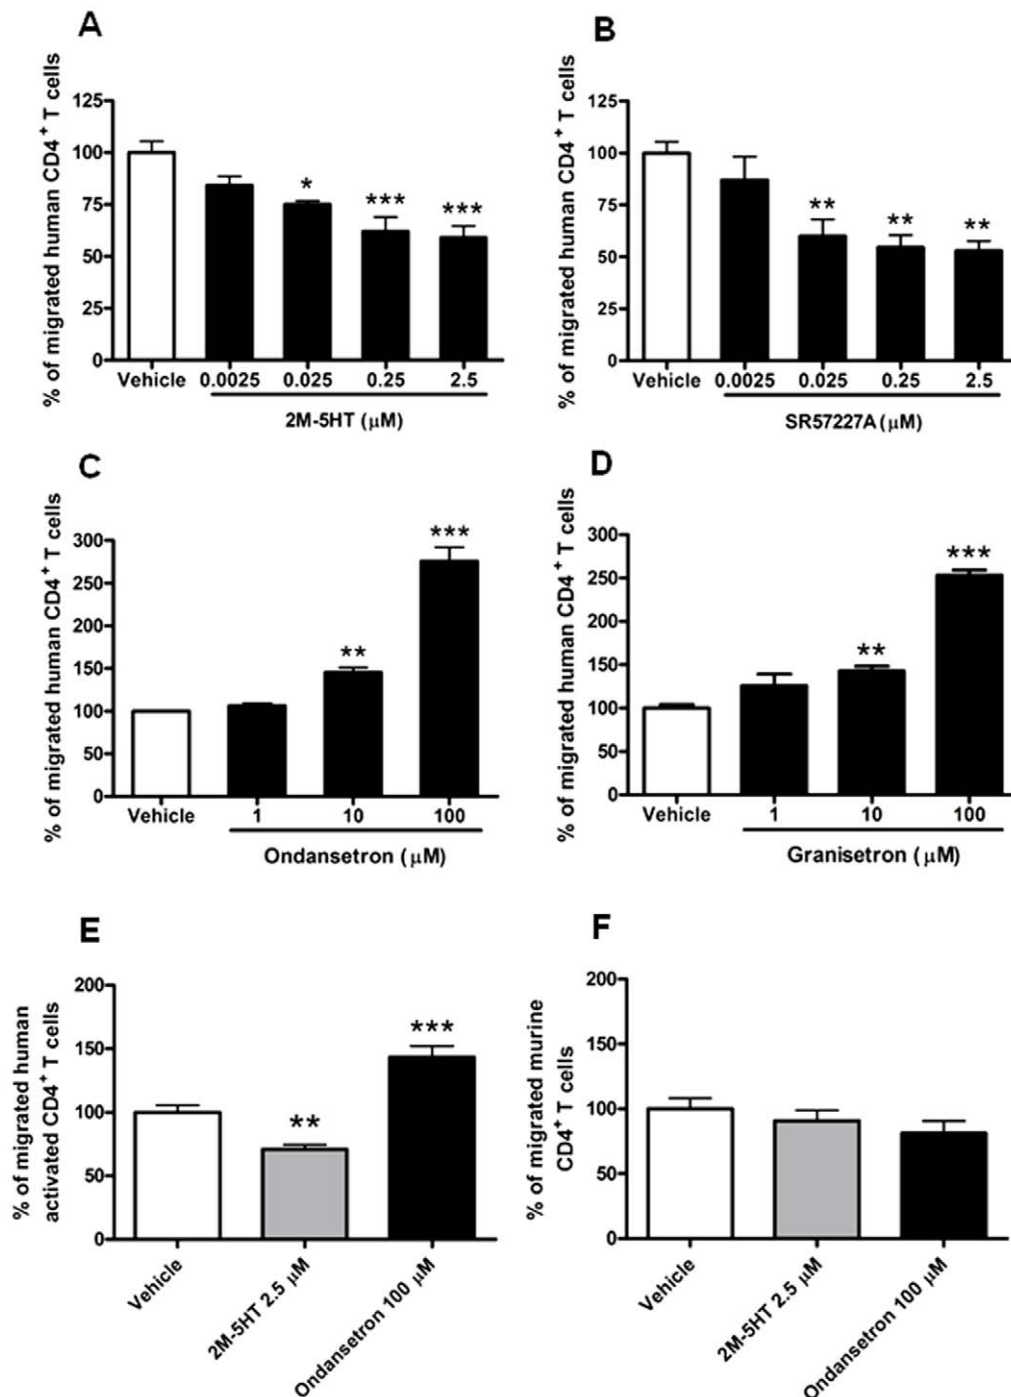 A
% of migrated human CD4+ T cells
125
100
75
50
25
0
*
***
***
Vehicle 0.0025 0.025 0.25 2.5
2M-5HT (μM)
B
% of migrated human CD4+ T cells
125
100
75
50
25
0
**
**
**
Vehicle 0.0025 0.025 0.25 2.5
SR57227A (μM)
C
% of migrated human CD4+ T cells
300
250
200
150
100
50
0
**
***
Vehicle 1 10 100
Ondansetron (μM)
D
% of migrated human CD4+ T cells
300
250
200
150
100
50
0
**
***
Vehicle 1 10 100
Granisetron (μM)
E
% of migrated human
activated CD4+ T cells
200
150
100
50
0
**
***
Vehicle
2M-5HT 2.5 μM
Ondansetron 100 μM
F
% of migrated murine
CD4+ T cells
200
150
100
50
0
Vehicle
2M-5HT 2.5 μM
Ondansetron 100 μM